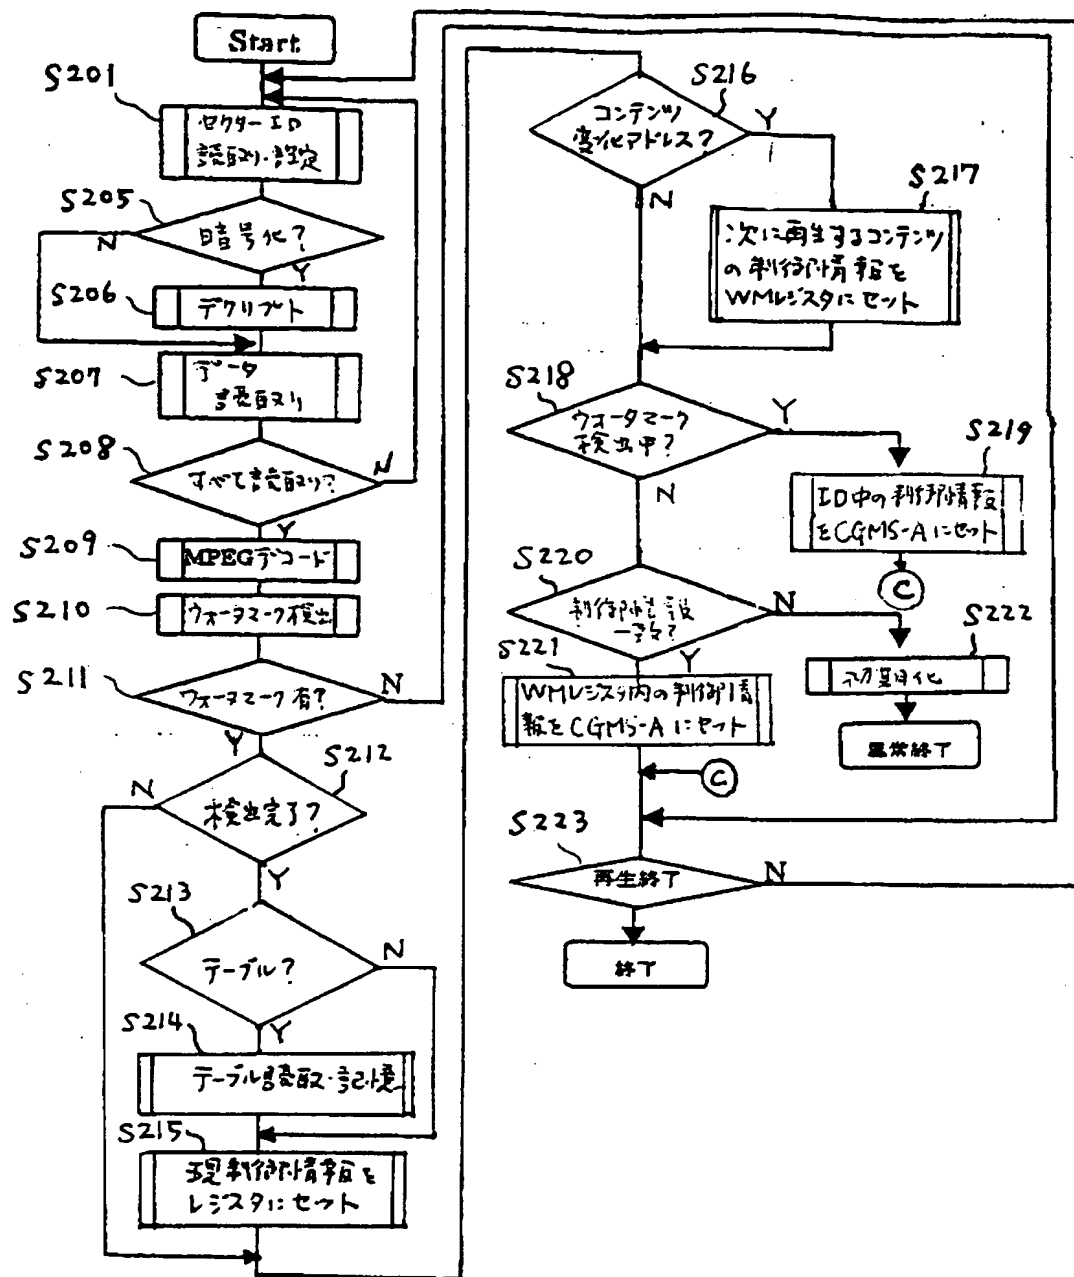 Start
S201
セクターID
読取り・設定
S205
暗号化?
N
Y
S206
デクリプト
S207
データ
読取り
S208
すべて読取り?
N
Y
S209
MPEGデコード
S210
ウォータマーク検出
S211
ウォータマーク有?
N
Y
S212
検出完了?
N
Y
S213
テーブル?
N
Y
S214
テーブル読取・記憶
S215
現制御情報を
レジスタにセット
S216
コンテンツ
変化アドレス?
Y
N
S217
次に再生するコンテンツ
の制御情報を
WMレジスタにセット
S218
ウォータマーク
検出中?
Y
N
S219
ID中の制御情報
をCGMS-Aにセット
C
S220
制御情報
一致?
N
Y
S222
初期化
異常終了
S221
WMレジスタ内の制御情
報をCGMS-Aにセット
C
S223
再生終了
N
終了